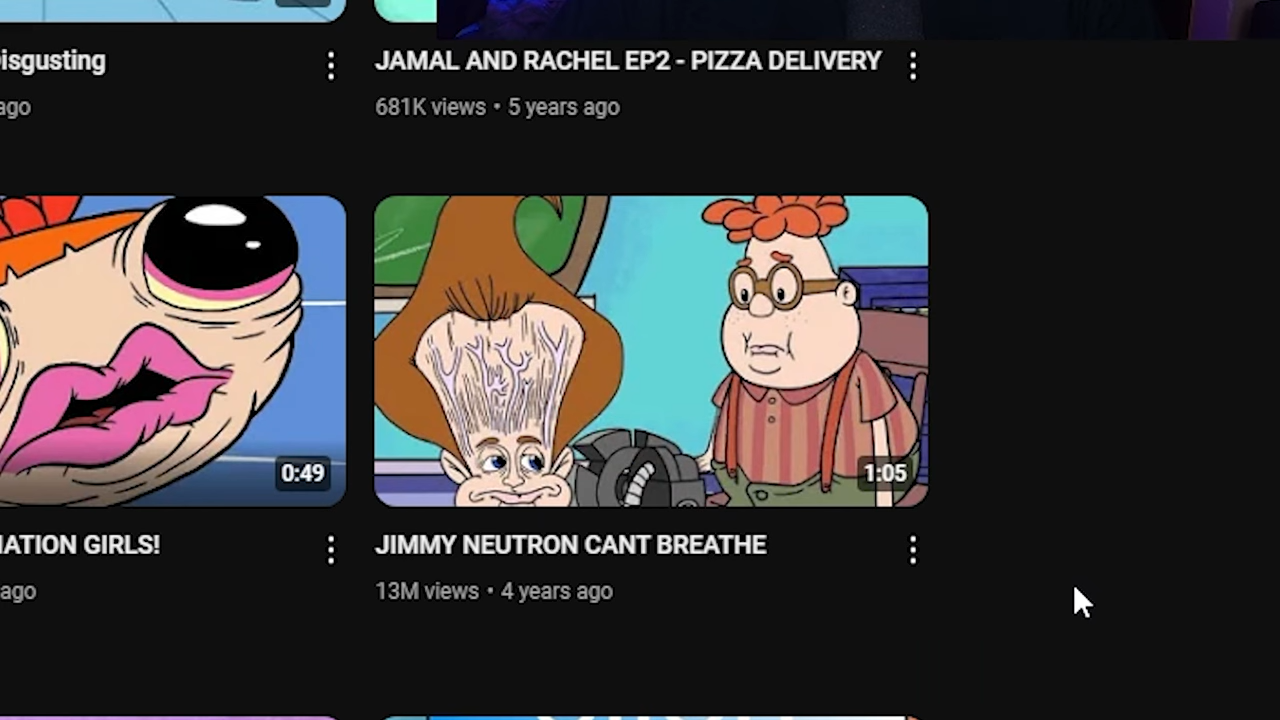 isgusting
JAMAL AND RACHEL EP2 - PIZZA DELIVERY
ago
681K views • 5 years ago
0:49
1:05
IATION GIRLS!
JIMMY NEUTRON CANT BREATHE
ago
13M views • 4 years ago